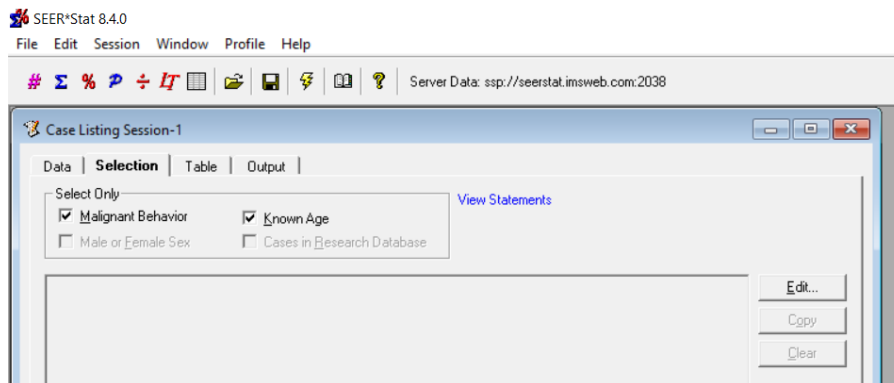 SEER*Stat 8.4.0
File Edit Session Window Profile Help
# Σ % P ÷ LT ? Server Data: ssp://seerstat.imsweb.com:2038
Case Listing Session-1
Data Selection Table Output
Select Only
Malignant Behavior Known Age
Male or Female Sex Cases in Research Database
View Statements
Edit...
Copy
Clear